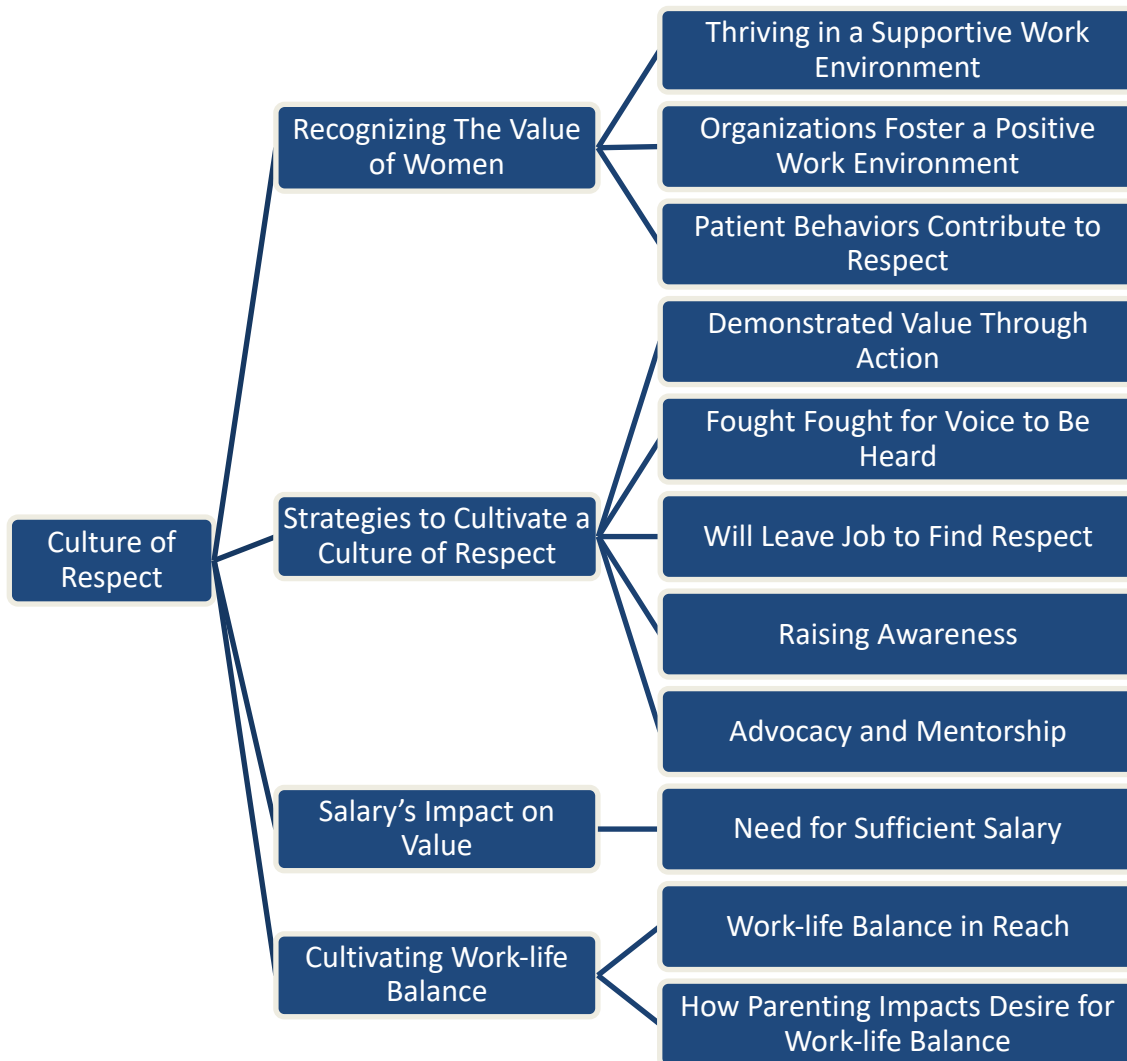 Culture of
Respect
Recognizing The Value
of Women
Thriving in a Supportive Work
Environment
Organizations Foster a Positive
Work Environment
Patient Behaviors Contribute to
Respect
Strategies to Cultivate a
Culture of Respect
Demonstrated Value Through
Action
Fought Fought for Voice to Be
Heard
Will Leave Job to Find Respect
Raising Awareness
Advocacy and Mentorship
Salary’s Impact on
Value
Need for Sufficient Salary
Cultivating Work-life
Balance
Work-life Balance in Reach
How Parenting Impacts Desire for
Work-life Balance